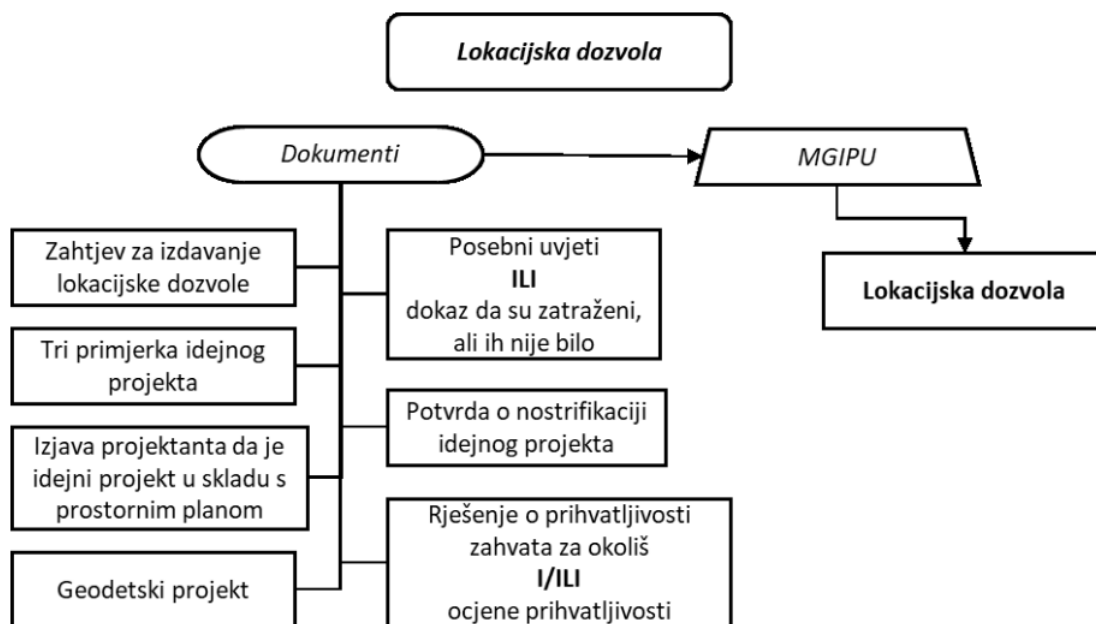 Lokacijska dozvola
Dokumenti
MGIPU
Zahtjev za izdavanje
lokacijske dozvole
Tri primjerka idejnog
projekta
Izjava projektanta da je
idejni projekt u skladu s
prostornim planom
Geodetski projekt
Posebni uvjeti
ILI
dokaz da su zatraženi,
ali ih nije bilo
Potvrda o nostrifikaciji
idejnog projekta
Rješenje o prihvatljivosti
zahvata za okoliš
I/ILI
ocjene prihvatljivosti
Lokacijska dozvola